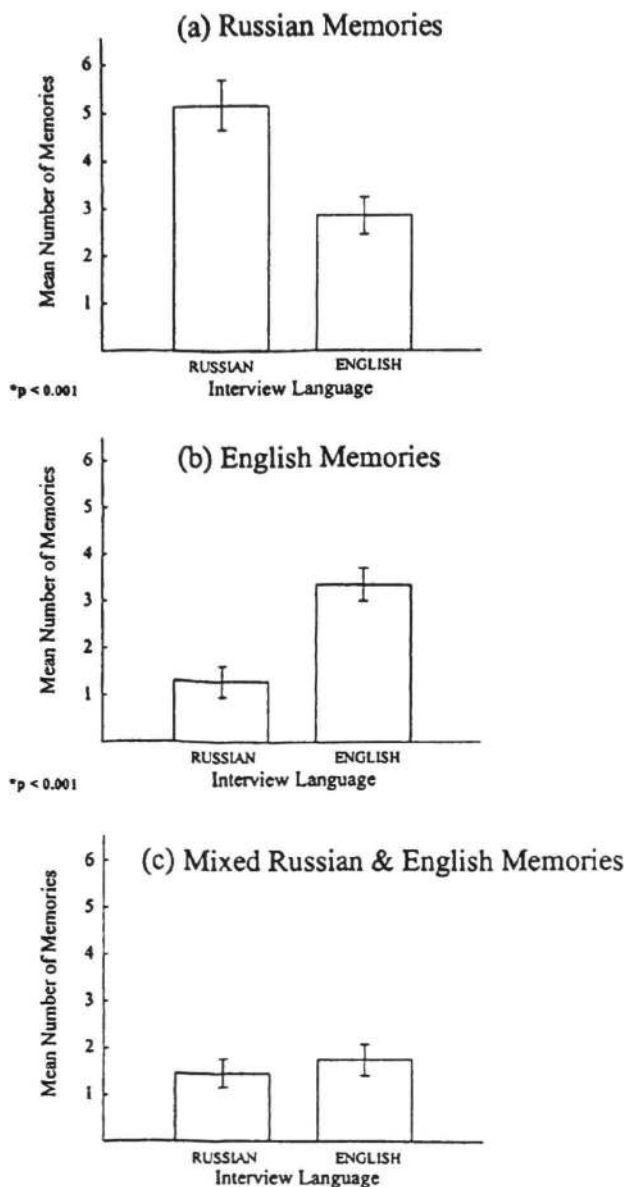 (a) Russian Memories
Mean Number of Memories
6
5
4
3
2
1
RUSSIAN
ENGLISH
*p < 0.001
Interview Language
(b) English Memories
Mean Number of Memories
6
5
4
3
2
1
RUSSIAN
ENGLISH
*p < 0.001
Interview Language
(c) Mixed Russian & English Memories
Mean Number of Memories
6
5
4
3
2
1
RUSSIAN
ENGLISH
Interview Language